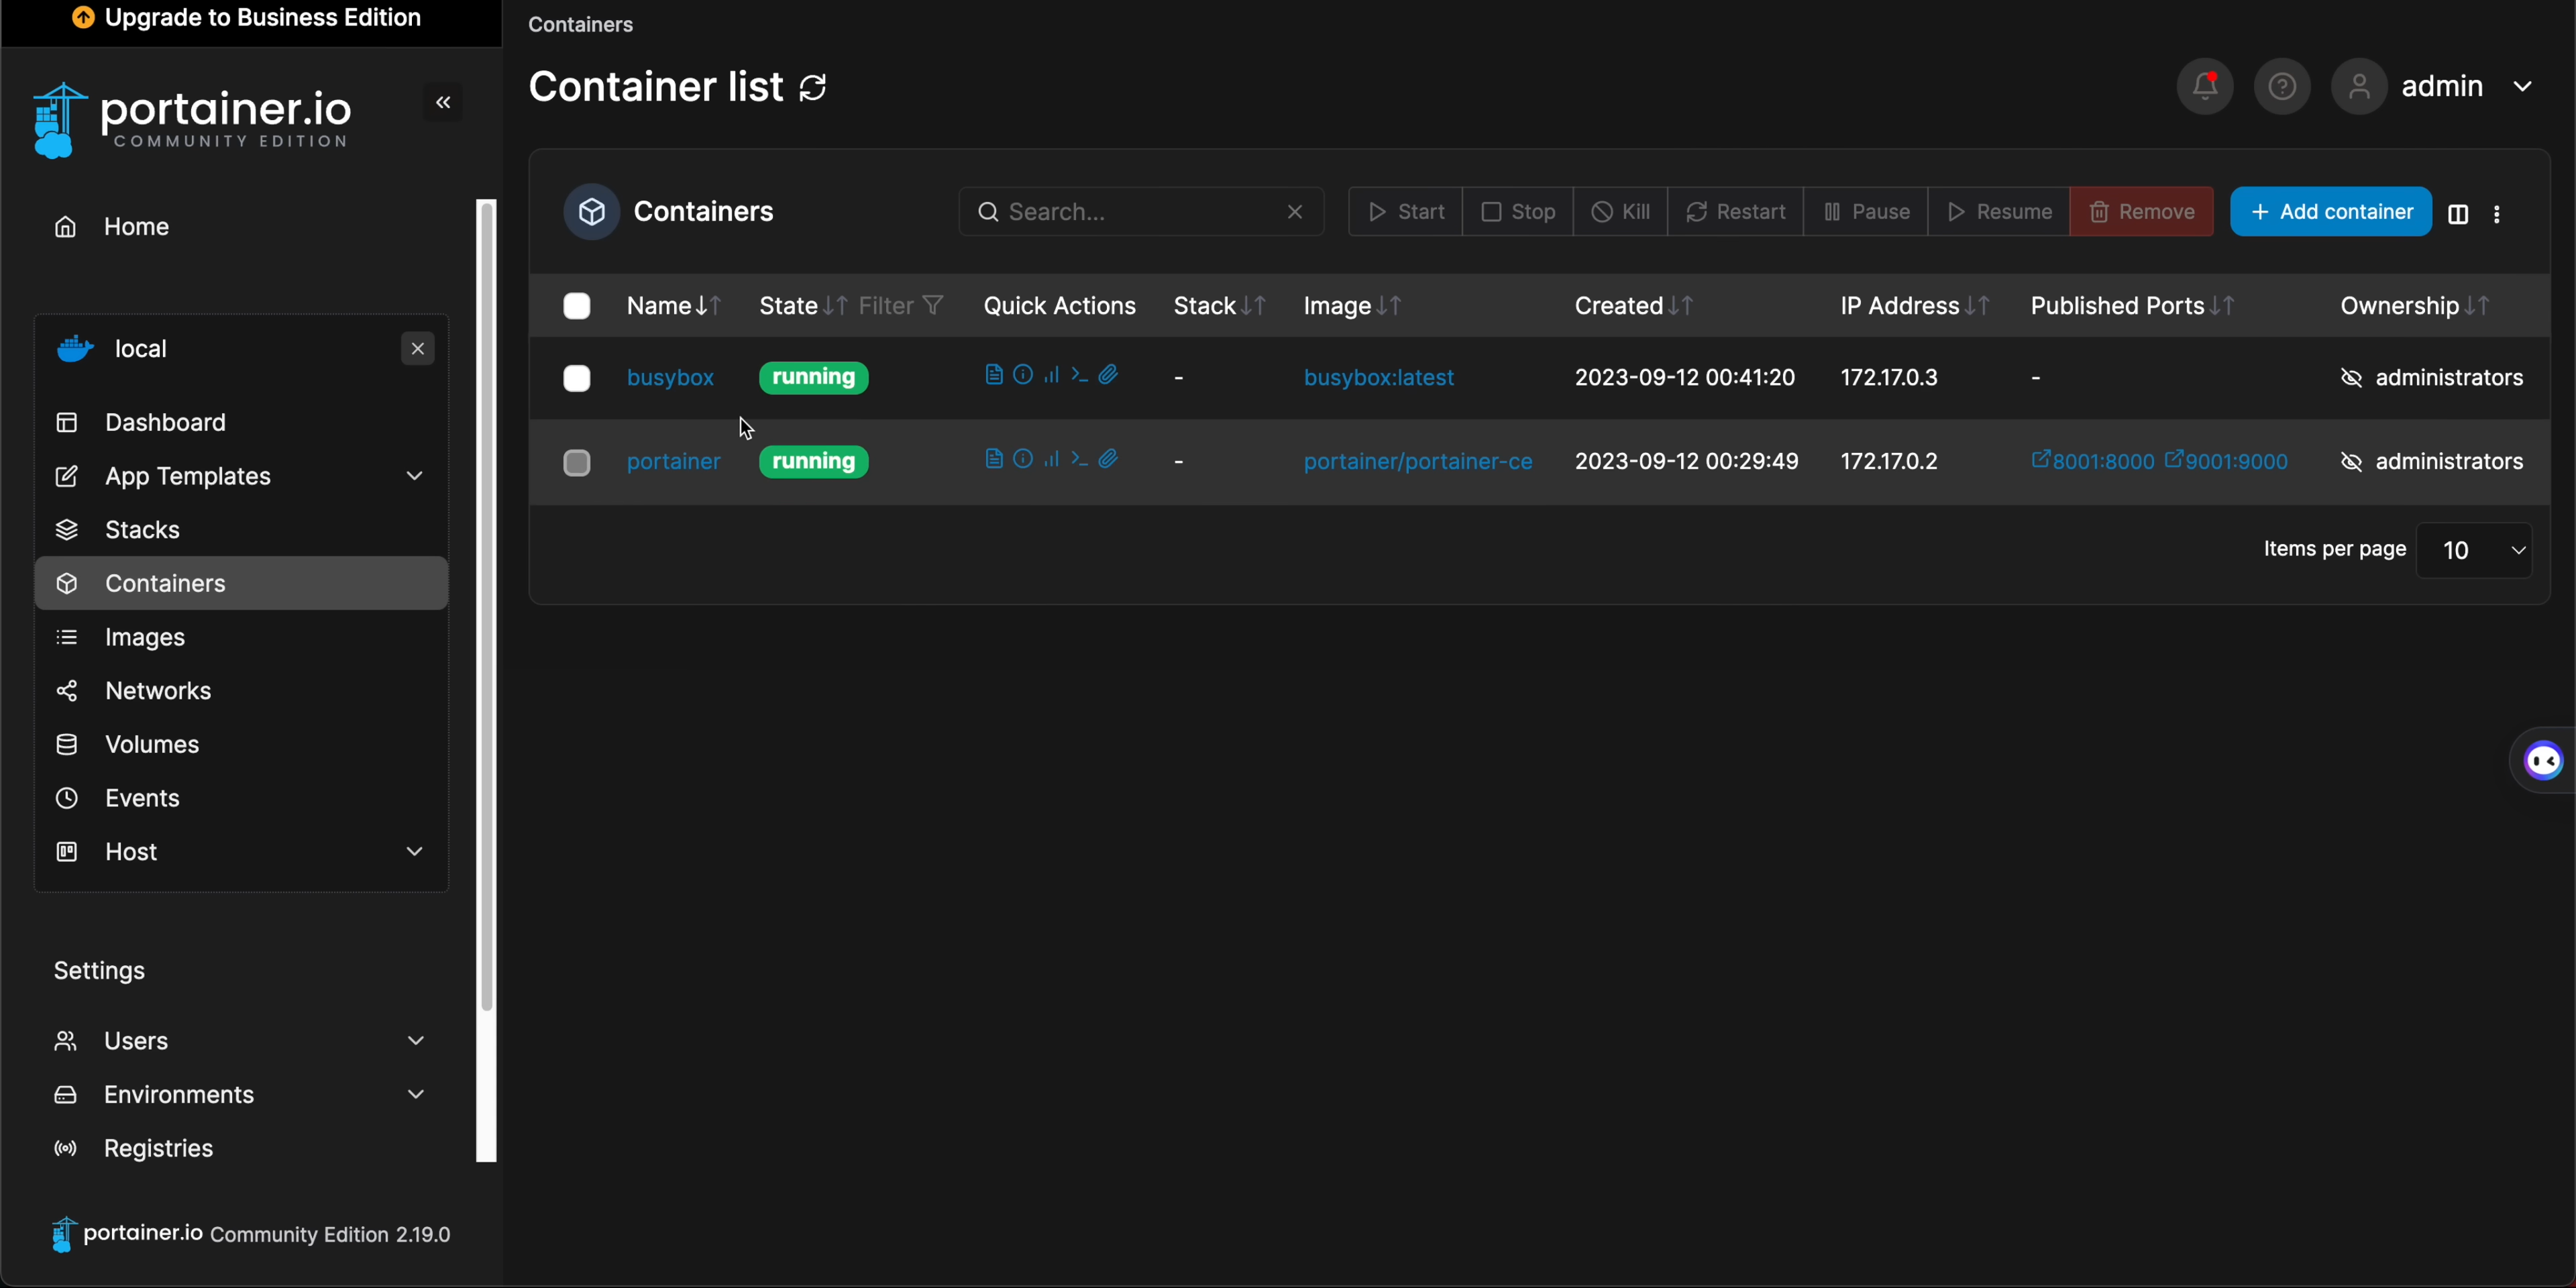 Upgrade to Business Edition
portainer.io
COMMUNITY EDITION
Home
local
Dashboard
App Templates
Stacks
Containers
Images
Networks
Volumes
Events
Host
Settings
Users
Environments
Registries
portainer.io Community Edition 2.19.0
Containers
Container list
admin
Containers
Search...
Start Stop Kill Restart Pause Resume Remove
Add container
Name State Filter Quick Actions Stack Image Created IP Address Published Ports Ownership
busybox running - busybox:latest 2023-09-12 00:41:20 172.17.0.3 - administrators
portainer running - portainer/portainer-ce 2023-09-12 00:29:49 172.17.0.2 8001:8000 9001:9000 administrators
Items per page 10